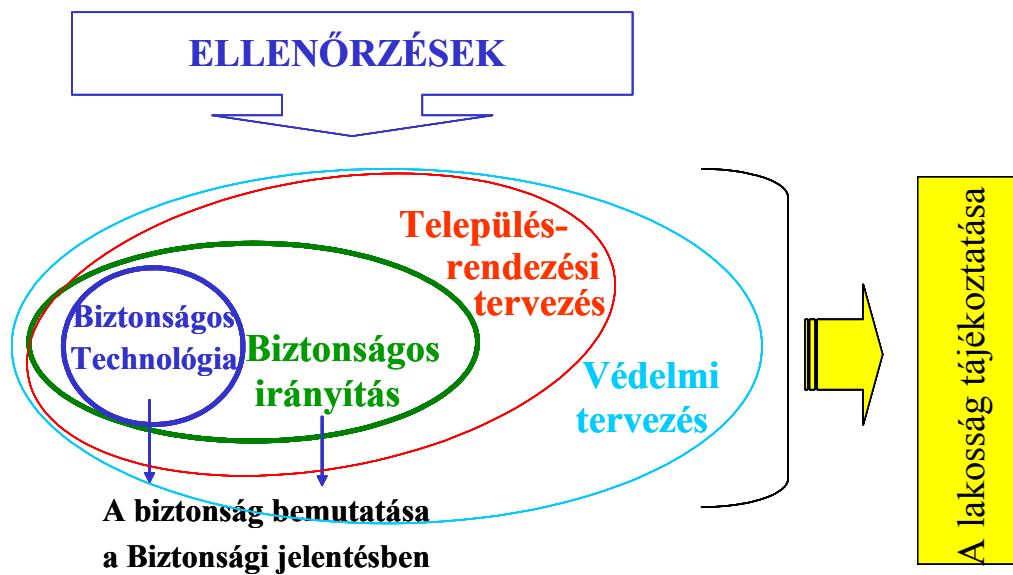 ELLENŐRZÉSEK
Település-
rendezési
tervezés
Biztonságos
Technológia
Biztonságos
irányítás
Védelmi
tervezés
A biztonság bemutatása
a Biztonsági jelentésben
A lakosság tájékoztatása